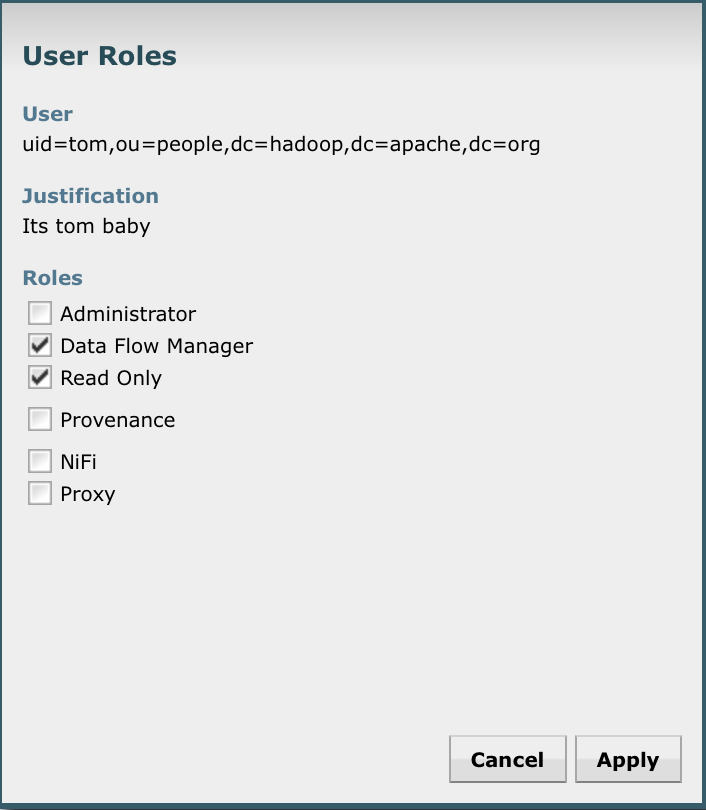 User Roles
User
uid=tom,ou=people,dc=hadoop,dc=apache,dc=org
Justification
Its tom baby
Roles
Administrator
Data Flow Manager
Read Only
Provenance
NiFi
Proxy
Cancel Apply